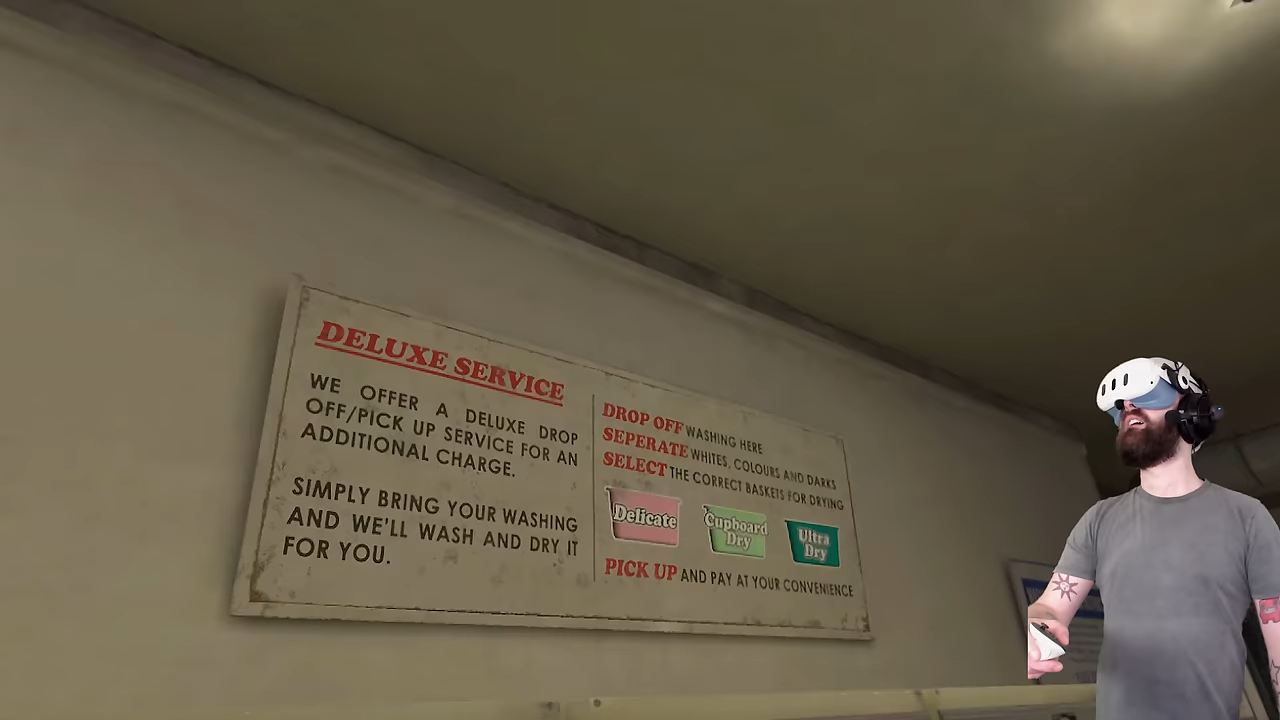 DELUXE SERVICE
WE OFFER A DELUXE DROP
OFF/PICK UP SERVICE FOR AN
ADDITIONAL CHARGE.
SIMPLY BRING YOUR WASHING
AND WE'LL WASH AND DRY IT
FOR YOU.
DROP OFF WASHING HERE
SEPERATE WHITES, COLOURS AND DARKS
SELECT THE CORRECT BASKETS FOR DRYING
Delicate
Cupboard
Dry
Ultra
Dry
PICK UP AND PAY AT YOUR CONVENIENCE